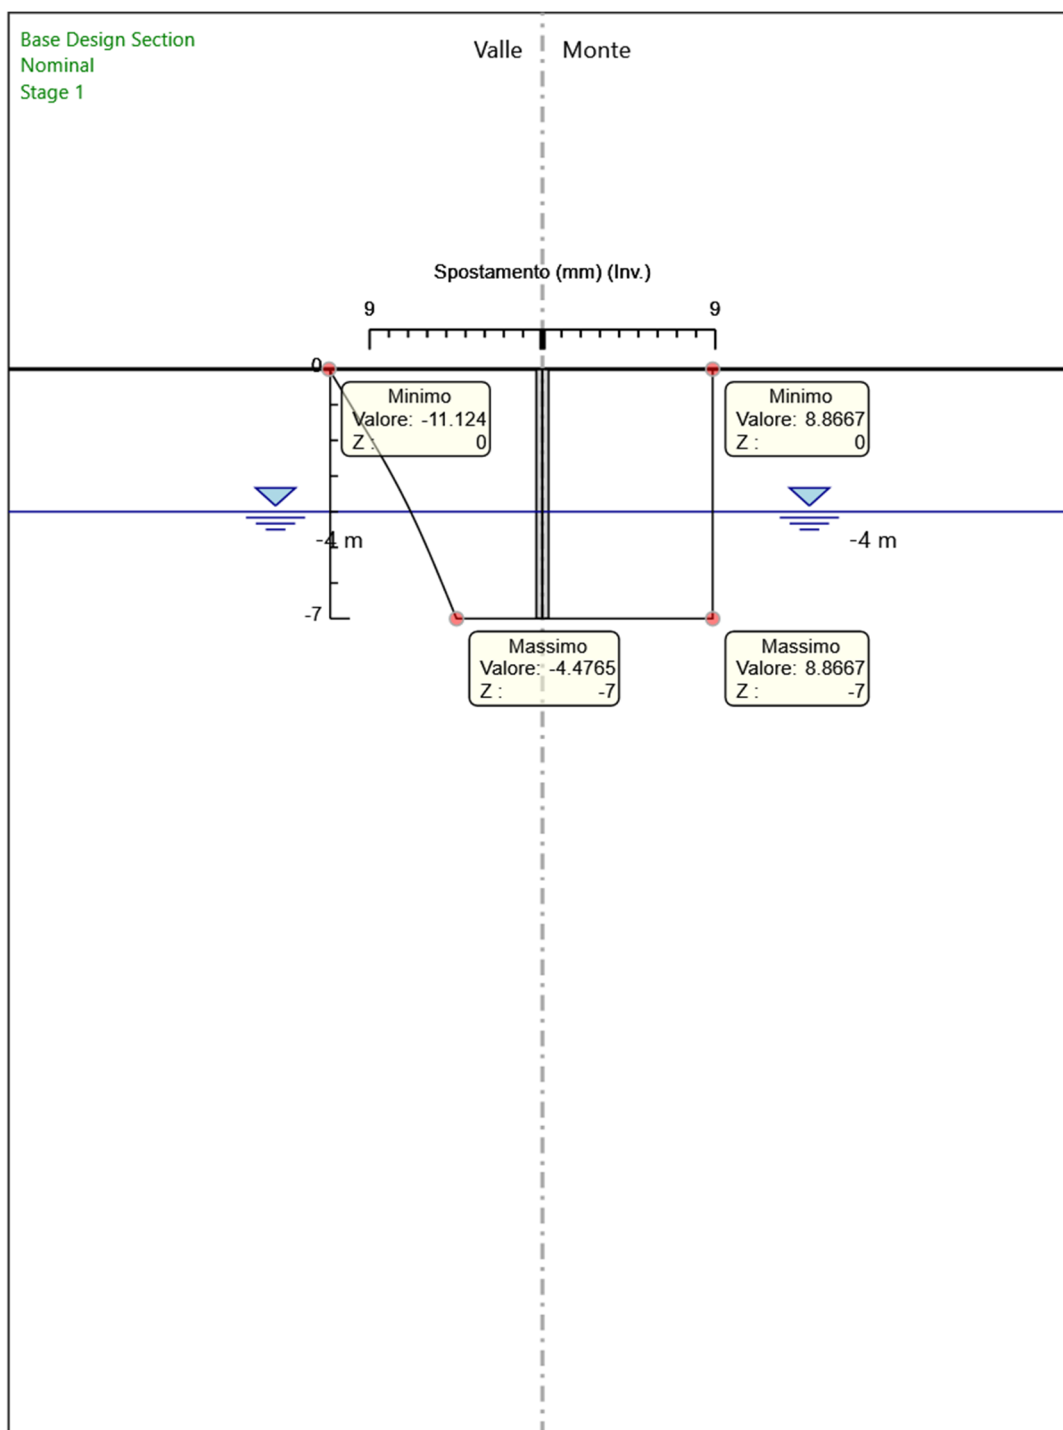 Base Design Section
Nominal
Stage 1
Valle
Monte
Spostamento (mm) (Inv.)
9
9
0
Minimo
Valore: -11.124
Z : 0
Minimo
Valore: 8.8667
Z : 0
-4 m
-4 m
-7
Massimo
Valore: -4.4765
Z : -7
Massimo
Valore: 8.8667
Z : -7